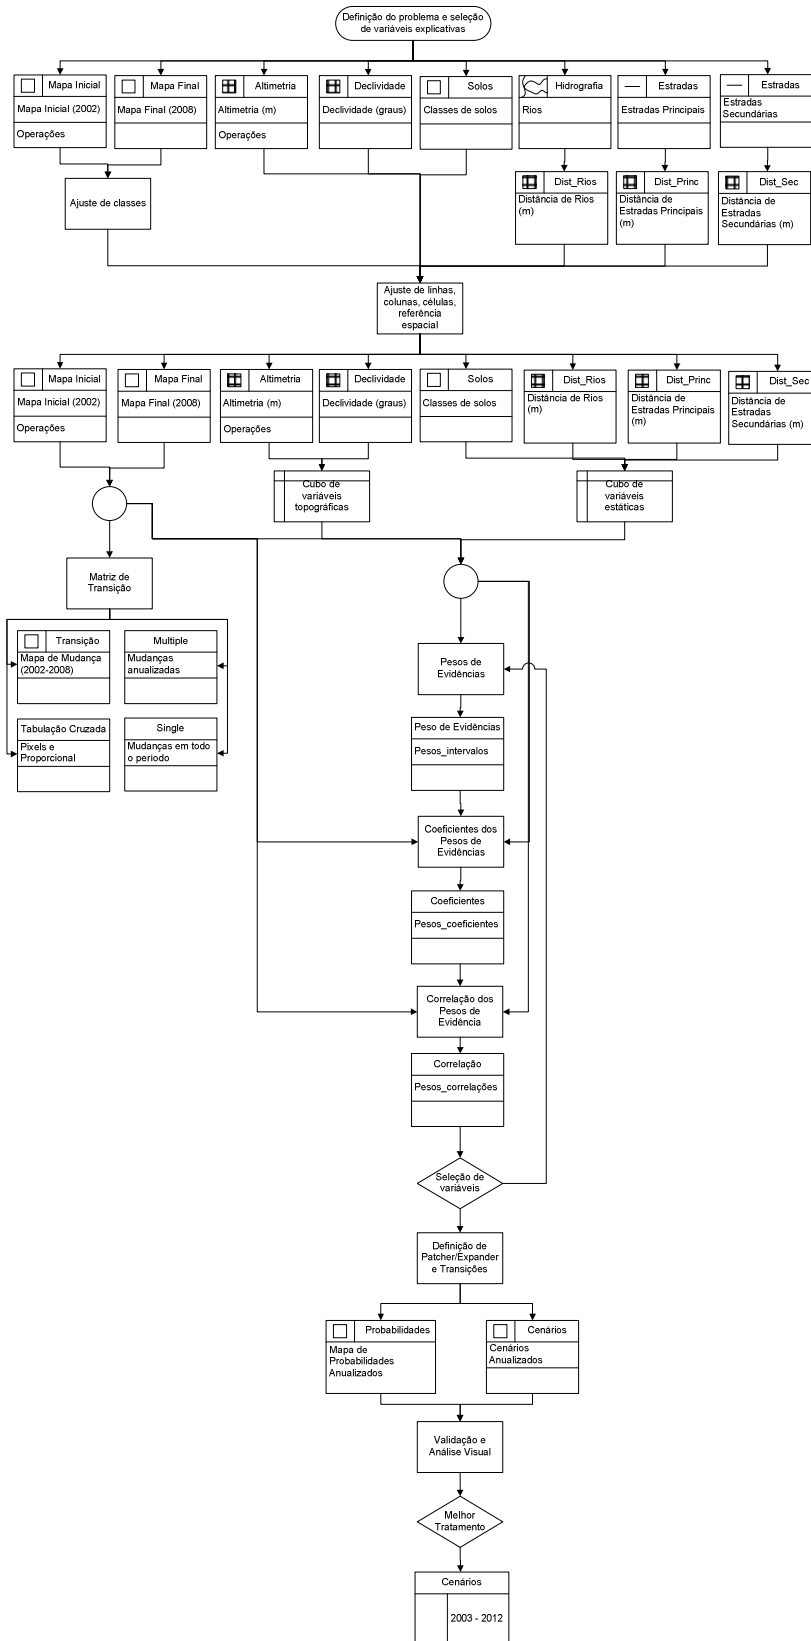 Definição do problema e seleção
de variáveis explicativas
Mapa Inicial
Mapa Inicial (2002)
Operações
Mapa Final
Mapa Final (2008)
Altimetria
Altimetria (m)
Operações
Declividade
Declividade (graus)
Solos
Classes de solos
Hidrografia
Rios
Estradas
Estradas Principais
Estradas
Estradas
Secundárias
Ajuste de classes
Dist_Rios
Distância de Rios
(m)
Dist_Princ
Distância de
Estradas Principais
(m)
Dist_Sec
Distância de
Estradas
Secundárias (m)
Ajuste de linhas,
colunas, células,
referência
espacial
Mapa Inicial
Mapa Inicial (2002)
Operações
Mapa Final
Mapa Final (2008)
Altimetria
Altimetria (m)
Operações
Declividade
Declividade (graus)
Solos
Classes de solos
Dist_Rios
Distância de Rios
(m)
Dist_Princ
Distância de
Estradas Principais
(m)
Dist_Sec
Distância de
Estradas
Secundárias (m)
Cubo de
variáveis
topográficas
Cubo de
variáveis
estáticas
Matriz de
Transição
Transição
Mapa de Mudança
(2002-2008)
Multiple
Mudanças
anualizadas
Tabulação Cruzada
Pixels e
Proporcional
Single
Mudanças em todo
o período
Pesos de
Evidências
Peso de Evidências
Pesos_intervalos
Coeficientes dos
Pesos de
Evidências
Coeficientes
Pesos_coeficientes
Correlação dos
Pesos de
Evidência
Correlação
Pesos_correlações
Seleção de
variáveis
Definição de
Patcher/Expander
e Transições
Probabilidades
Mapa de
Probabilidades
Anualizados
Cenários
Cenários
Anualizados
Validação e
Análise Visual
Melhor
Tratamento
Cenários
2003 - 2012